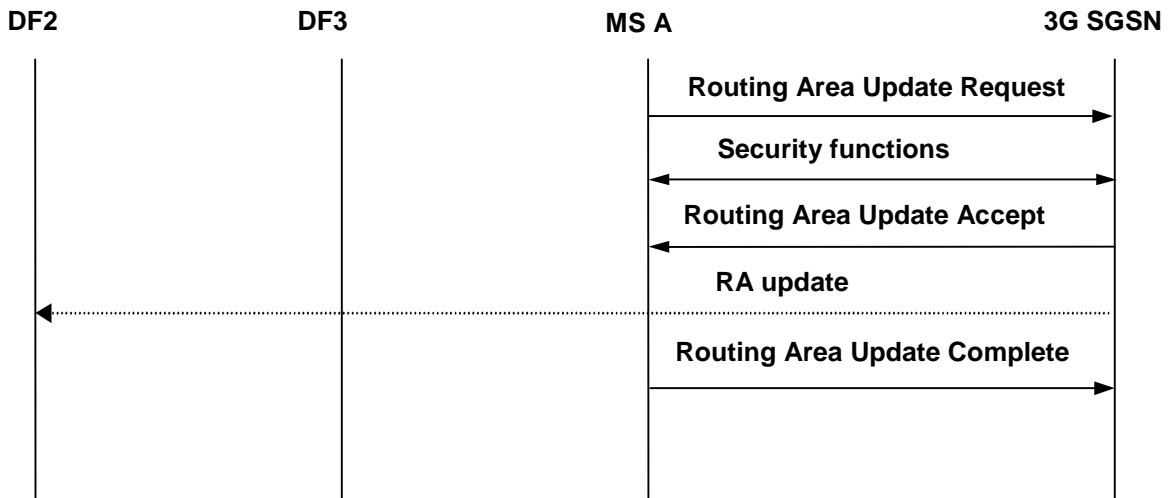 DF2 DF3 MS A 3G SGSN
Routing Area Update Request
Security functions
Routing Area Update Accept
RA update
Routing Area Update Complete